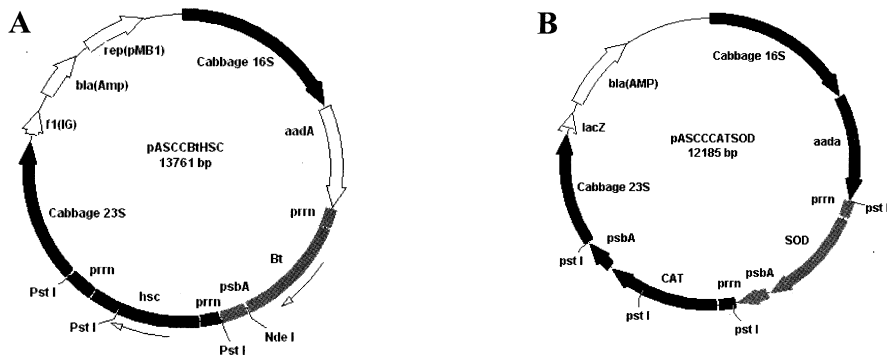 A
rep(pMB1)
bla(Amp)
f1(IG)
Cabbage 16S
aadA
pASCCBtHSC
13761 bp
Cabbage 23S
prrn
Bt
psbA
Nde I
prrn
Pst I
hsc
Pst I
prrn
Pst I
B
bla(AMP)
lacZ
Cabbage 16S
aada
pASCCCATSOD
12185 bp
Cabbage 23S
prrn
pst I
SOD
psbA
prrn
pst I
CAT
pst I
psbA
pst I